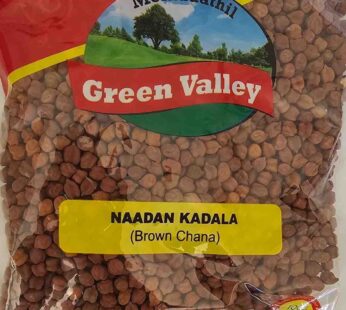 Green Valley
NAADAN KADALA
(Brown Chana)